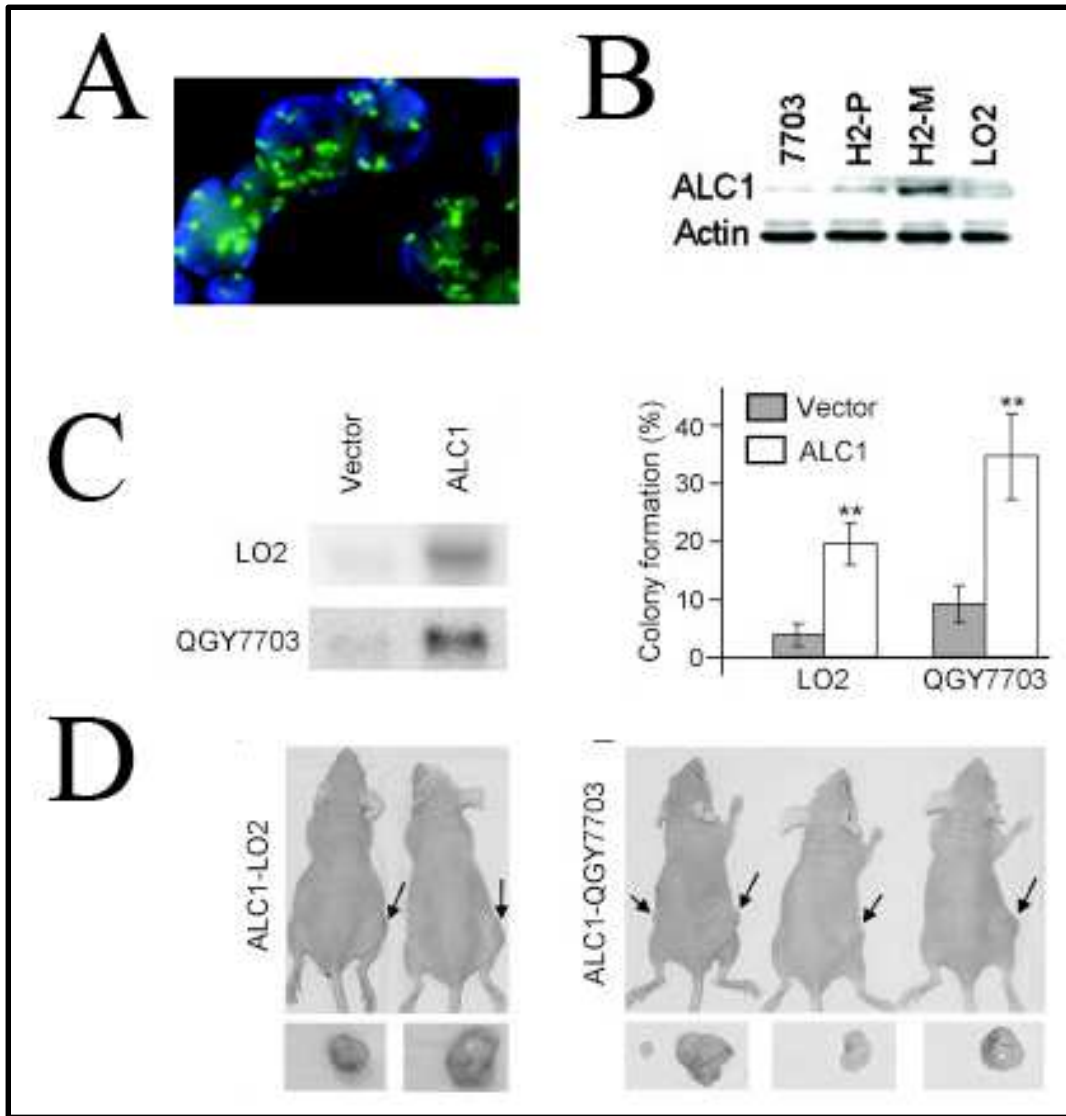 A
B
7703
H2-P
H2-M
LO2
ALC1
Actin
C
Vector
ALC1
LO2
QGY7703
Colony formation (%)
40
30
20
10
0
Vector
ALC1
**
**
LO2
QGY7703
D
ALC1-LO2
ALC1-QGY7703